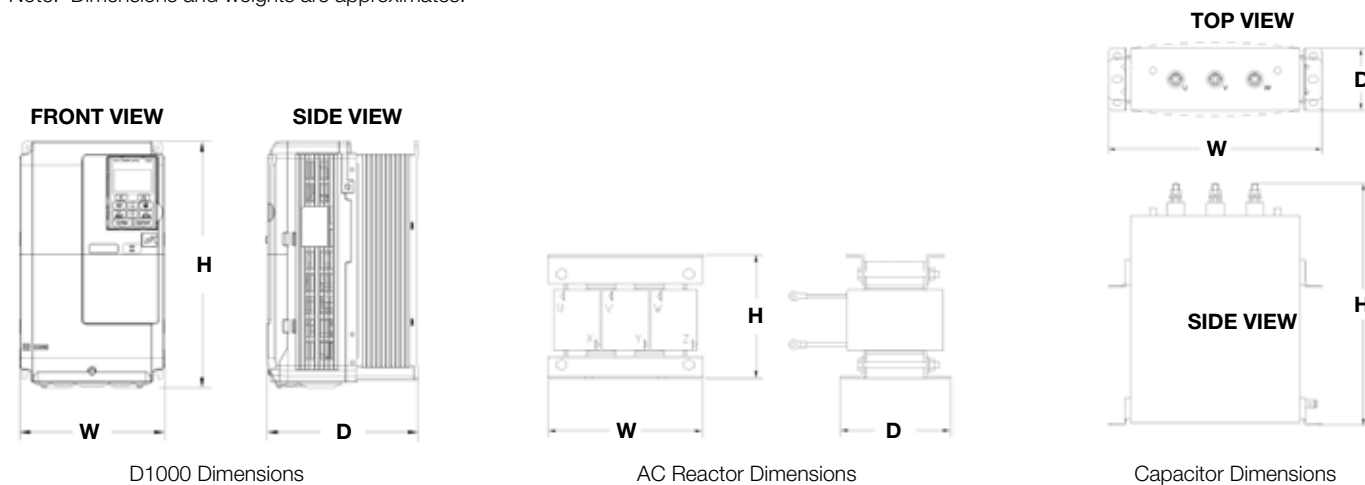 Note: Dimensions and weights are approximates.
TOP VIEW
D
W
FRONT VIEW
SIDE VIEW
H
W
D
H
U
V
W
X
Y
Z
W
D
U
V
W
SIDE VIEW
H
D1000 Dimensions
AC Reactor Dimensions
Capacitor Dimensions